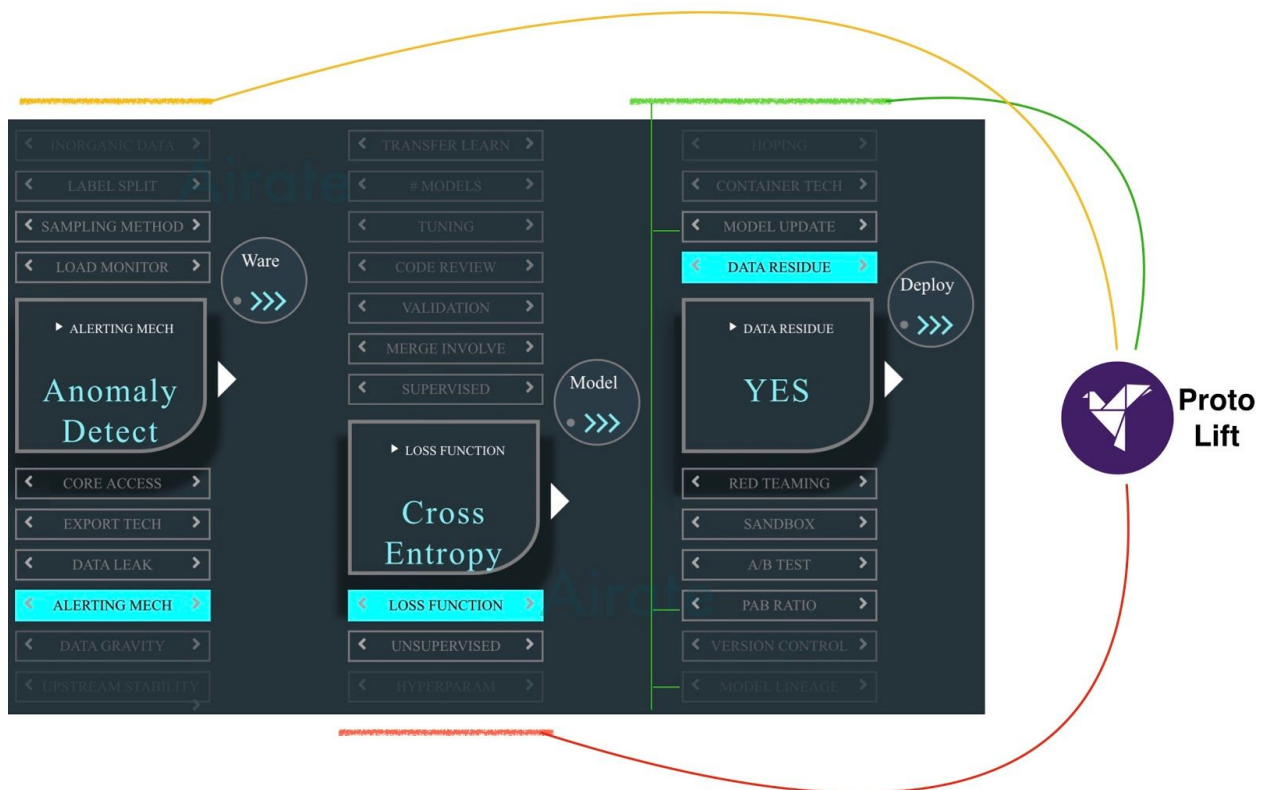 INORGANIC DATA
LABEL SPLIT
SAMPLING METHOD
LOAD MONITOR
Ware
ALERTING MECH
Anomaly
Detect
CORE ACCESS
EXPORT TECH
DATA LEAK
ALERTING MECH
DATA GRAVITY
UPSTREAM STABILITY
TRANSFER LEARN
# MODELS
TUNING
CODE REVIEW
VALIDATION
MERGE INVOLVE
SUPERVISED
Model
LOSS FUNCTION
Cross
Entropy
LOSS FUNCTION
UNSUPERVISED
HYPERPARAM
HOPING
CONTAINER TECH
MODEL UPDATE
DATA RESIDUE
Deploy
DATA RESIDUE
YES
RED TEAMING
SANDBOX
A/B TEST
PAB RATIO
VERSION CONTROL
MODEL LINEAGE
Proto
Lift
Airate
Airate